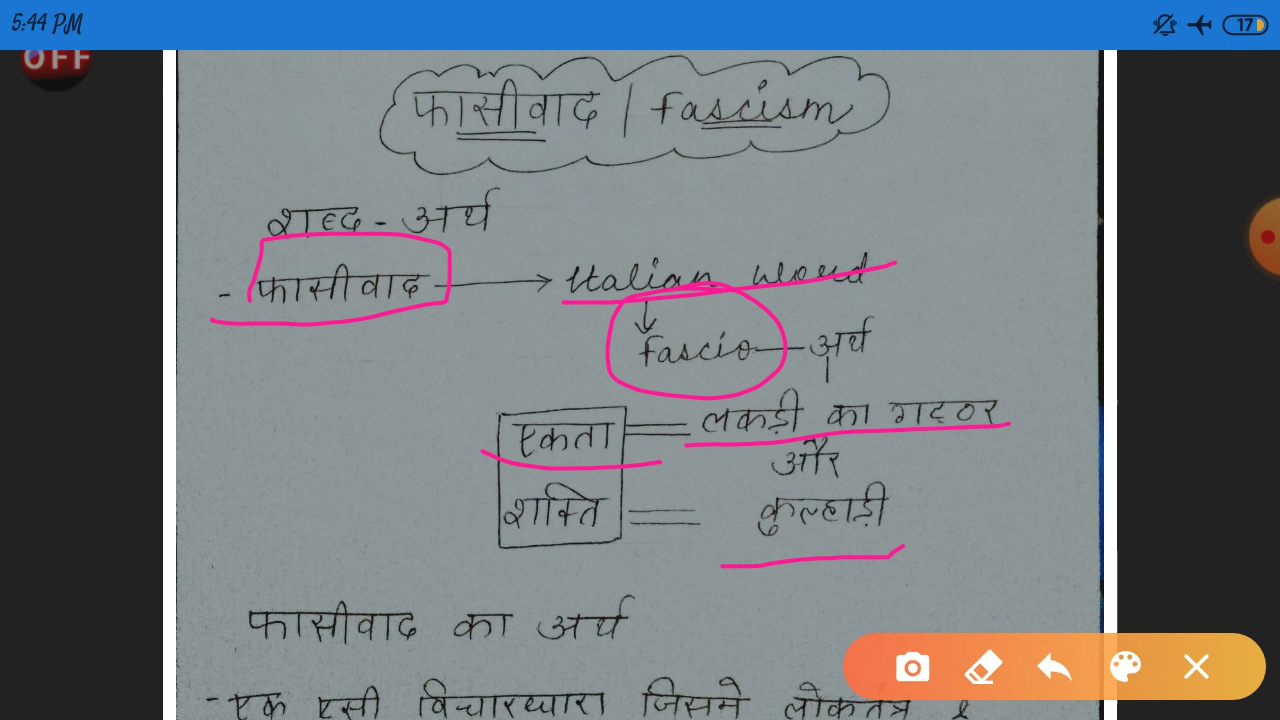 5:44 PM
17
OFF
फासीवाद / Fascism
शब्द - अर्थ
- फासीवाद → Italian word
Fascio — अर्थ
एकता = लकड़ी का गट्ठर
और
शक्ति = कुल्हाड़ी
फासीवाद का अर्थ
- एक एसी विचारधारा जिसमे लोकतंत्र &